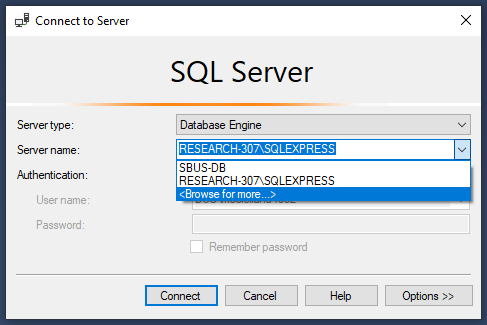 Connect to Server
SQL Server
Server type:
Database Engine
Server name:
RESEARCH-307\SQLEXPRESS
SBUS-DB
RESEARCH-307\SQLEXPRESS
Authentication:
<Browse for more...>
User name:
Password:
Remember password
Connect
Cancel
Help
Options >>